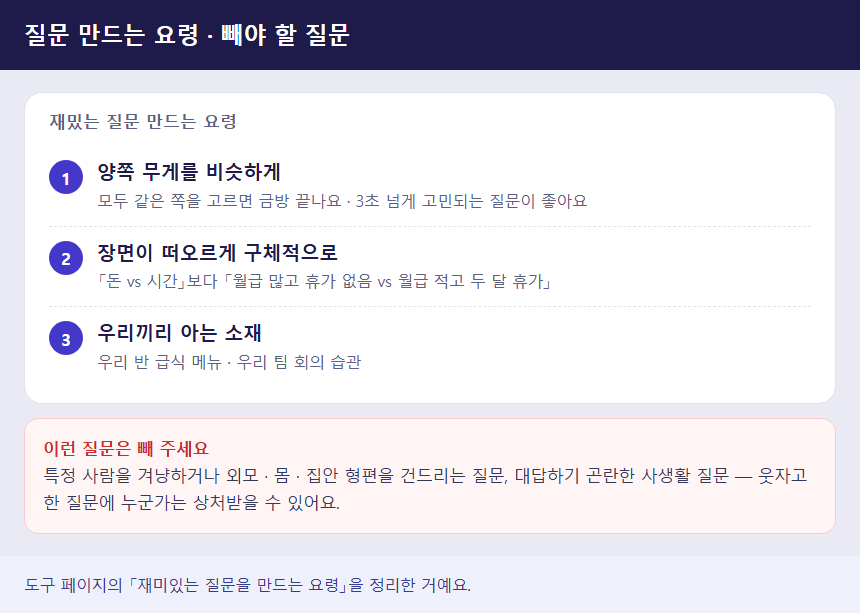 질문 만드는 요령 · 빼야 할 질문
재밌는 질문 만드는 요령
1
양쪽 무게를 비슷하게
모두 같은 쪽을 고르면 금방 끝나요 · 3초 넘게 고민되는 질문이 좋아요
2
장면이 떠오르게 구체적으로
「돈 vs 시간」보다 「월급 많고 휴가 없음 vs 월급 적고 두 달 휴가」
3
우리끼리 아는 소재
우리 반 급식 메뉴 · 우리 팀 회의 습관
이런 질문은 빼 주세요
특정 사람을 겨냥하거나 외모 · 몸 · 집안 형편을 건드리는 질문, 대답하기 곤란한 사생활 질문 — 웃자고
한 질문에 누군가는 상처받을 수 있어요.
도구 페이지의 「재미있는 질문을 만드는 요령」을 정리한 거예요.